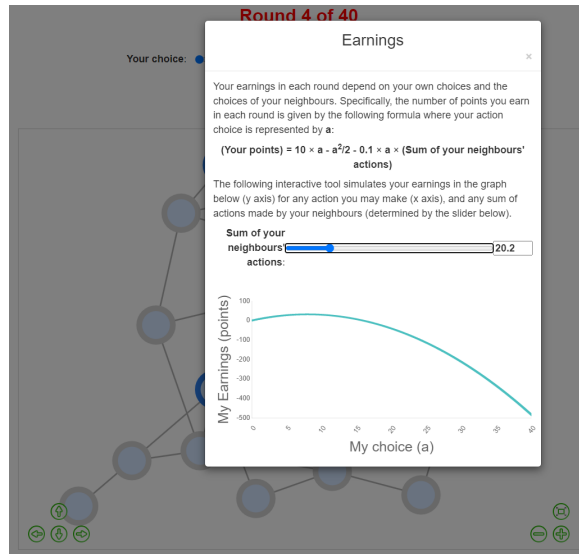 Round 4 of 40
Your choice:
Earnings
×
Your earnings in each round depend on your own choices and the
choices of your neighbours. Specifically, the number of points you earn
in each round is given by the following formula where your action
choice is represented by a:
(Your points) = 10 × a - a²/2 - 0.1 × a × (Sum of your neighbours'
actions)
The following interactive tool simulates your earnings in the graph
below (y axis) for any action you may make (x axis), and any sum of
actions made by your neighbours (determined by the slider below).
Sum of your
neighbours' 20.2
actions:
My Earnings (points)
100
0
-100
-200
-300
-400
-500
0 5 10 15 20 25 30 35 40
My choice (a)